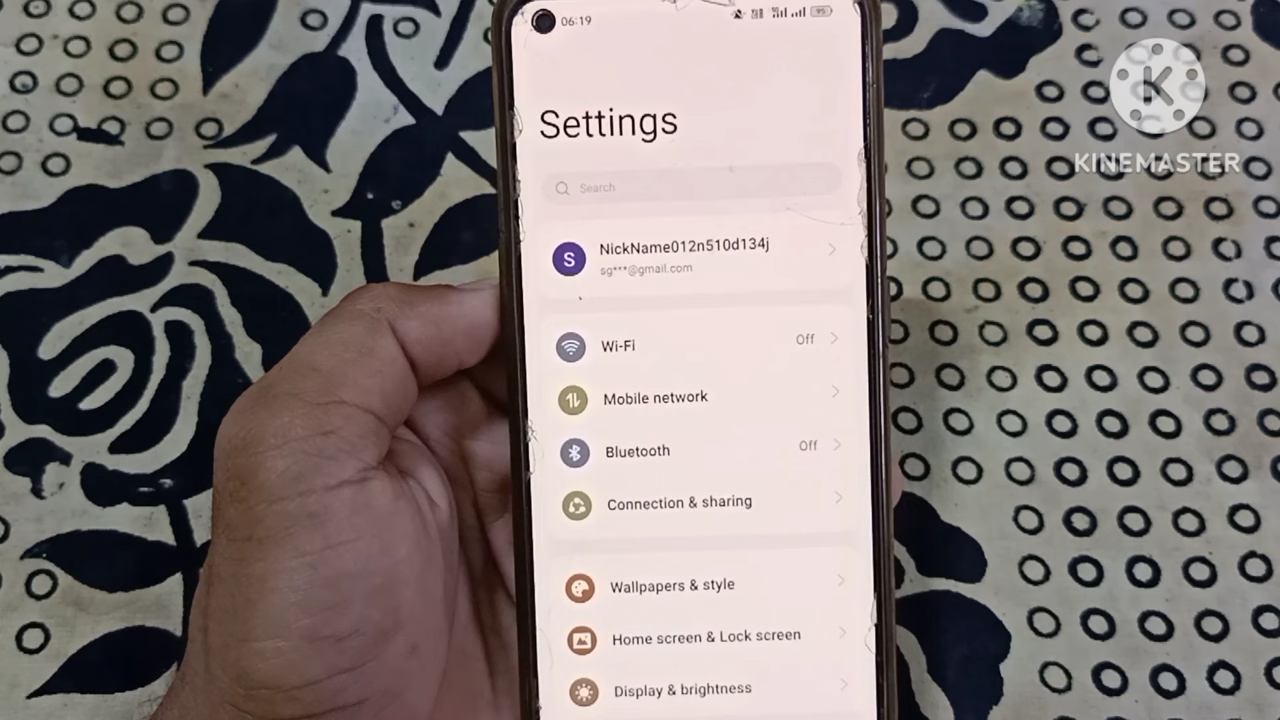 06:19
95
Settings
Search
S
NickName012n510d134j
sg***@gmail.com
Wi-Fi
Off
Mobile network
Bluetooth
Off
Connection & sharing
Wallpapers & style
Home screen & Lock screen
Display & brightness
K
KINEMASTER